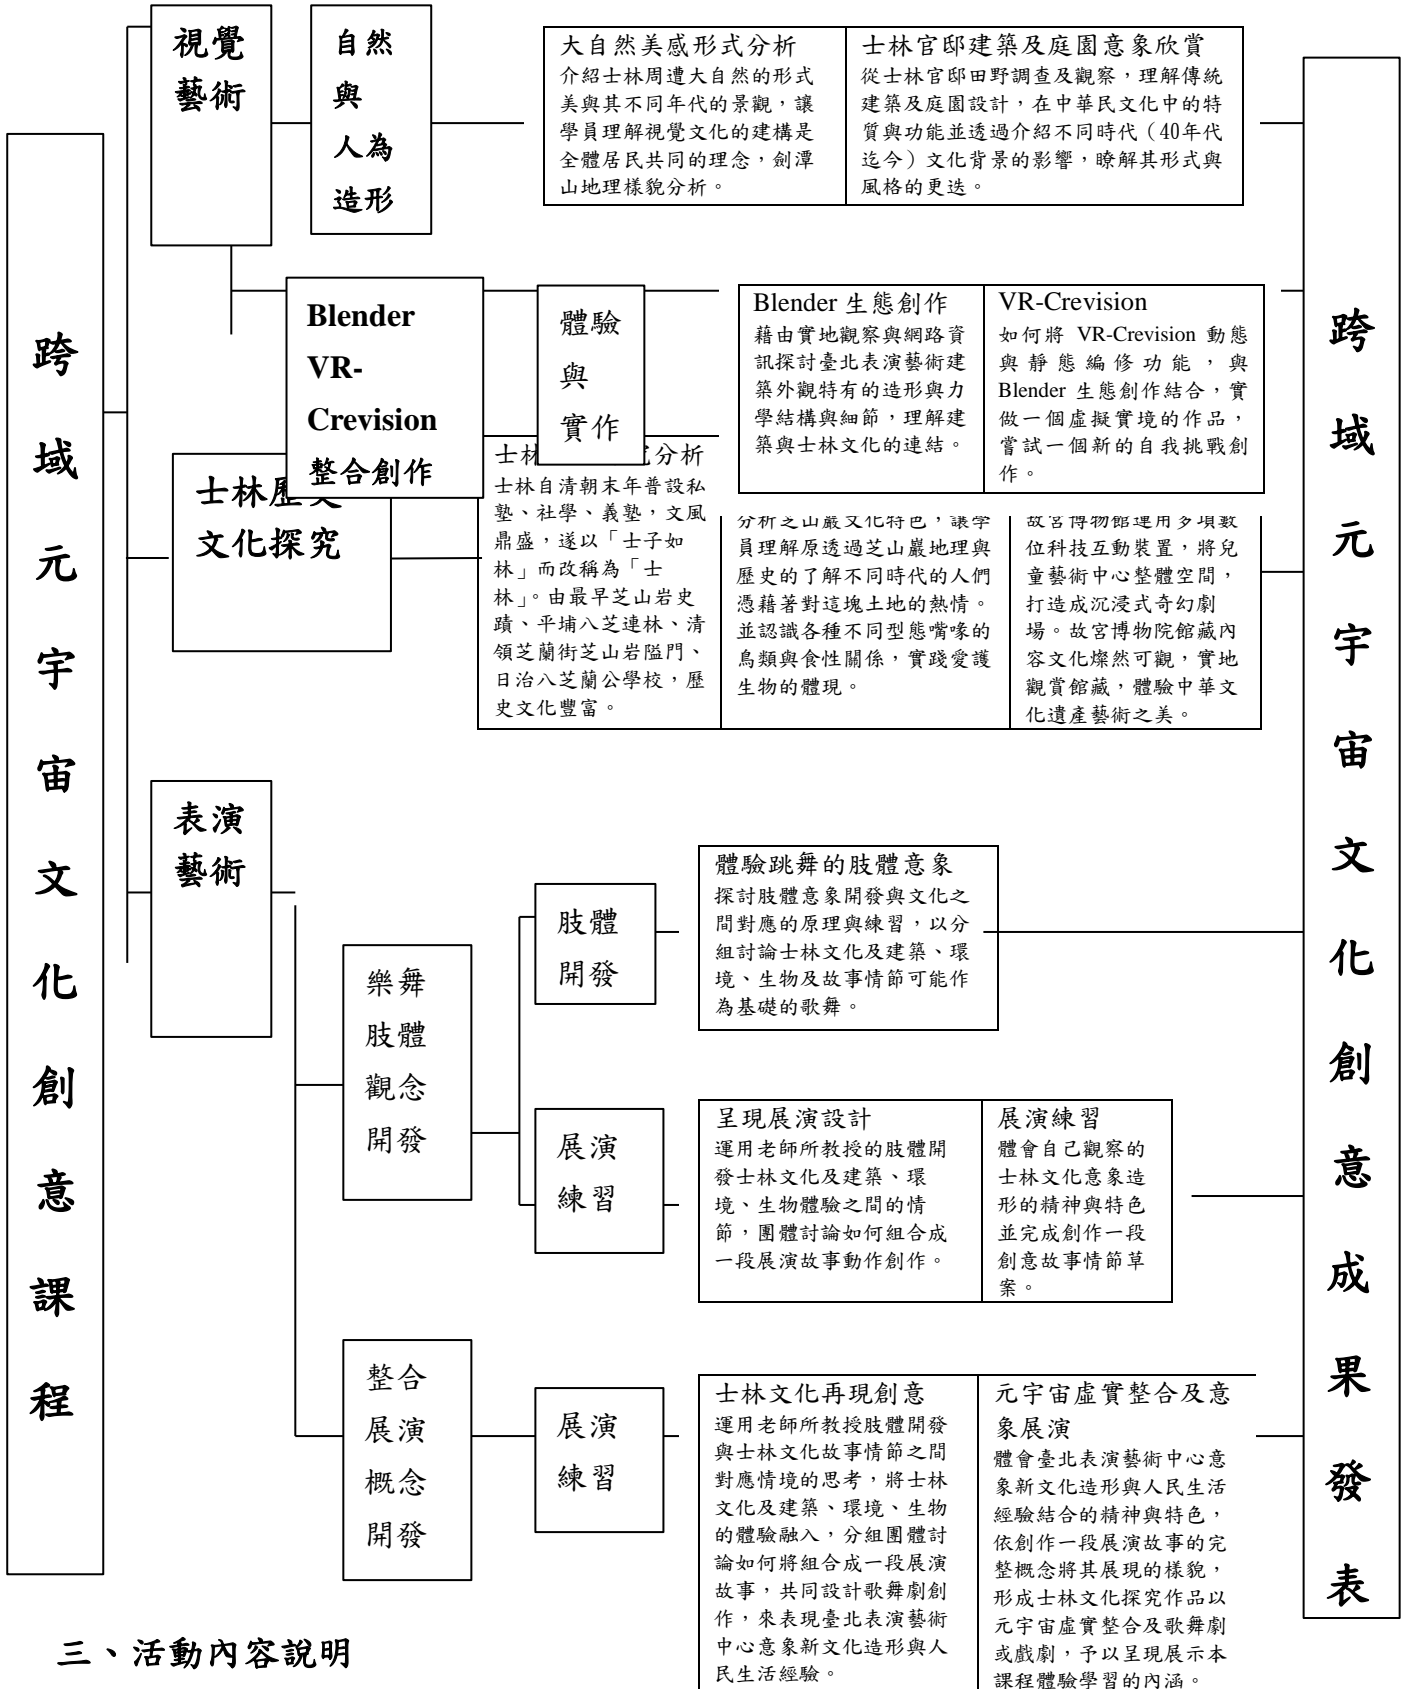 跨域元宇宙文化創意課程
視覺
藝術
自然
與
人為
造形
大自然美感形式分析
介紹士林周遭大自然的形式
美與其不同年代的景觀，讓
學員理解視覺文化的建構是
全體居民共同的理念，劍潭
山地理樣貌分析。
士林官邸建築及庭園意象欣賞
從士林官邸田野調查及觀察，理解傳統
建築及庭園設計，在中華民文化中的特
質與功能並透過介紹不同時代（40年代
迄今）文化背景的影響，瞭解其形式與
風格的更迭。
Blender
VR-
Crevision
整合創作
體驗
與
實作
Blender 生態創作
藉由實地觀察與網路資
訊探討臺北表演藝術建
築外觀特有的造形與力
學結構與細節，理解建
築與士林文化的連結。
VR-Crevision
如何將 VR-Crevision 動態
與靜態編修功能，與
Blender 生態創作結合，實
做一個虛擬實境的作品，
嘗試一個新的自我挑戰創
作。
士林歷史
文化探究
士林 分析
士林自清朝末年普設私
塾、社學、義塾，文風
鼎盛，遂以「士子如
林」而改稱為「士
林」。由最早芝山岩史
蹟、平埔八芝連林、清
領芝蘭街芝山岩隘門、
日治八芝蘭公學校，歷
史文化豐富。
分析芝山巖文化特色，讓學
員理解原透過芝山巖地理與
歷史的了解不同時代的人們
憑藉著對這塊土地的熱情。
並認識各種不同型態嘴喙的
鳥類與食性關係，實踐愛護
生物的體現。
故宮博物館運用多項數
位科技互動裝置，將兒
童藝術中心整體空間，
打造成沉浸式奇幻劇
場。故宮博物院館藏內
容文化燦然可觀，實地
觀賞館藏，體驗中華文
化遺產藝術之美。
表演
藝術
樂舞
肢體
觀念
開發
肢體
開發
體驗跳舞的肢體意象
探討肢體意象開發與文化之
間對應的原理與練習，以分
組討論士林文化及建築、環
境、生物及故事情節可能作
為基礎的歌舞。
展演
練習
呈現展演設計
運用老師所教授的肢體開
發士林文化及建築、環
境、生物體驗之間的情
節，團體討論如何組合成
一段展演故事動作創作。
展演練習
體會自己觀察的
士林文化意象造
形的精神與特色
並完成創作一段
創意故事情節草
案。
整合
展演
概念
開發
展演
練習
士林文化再現創意
運用老師所教授肢體開發
與士林文化故事情節之間
對應情境的思考，將士林
文化及建築、環境、生物
的體驗融入，分組團體討
論如何將組合成一段展演
故事，共同設計歌舞劇創
作，來表現臺北表演藝術
中心意象新文化造形與人
民生活經驗。
元宇宙虛實整合及意
象展演
體會臺北表演藝術中心意
象新文化造形與人民生活
經驗結合的精神與特色，
依創作一段展演故事的完
整概念將其展現的樣貌，
形成士林文化探究作品以
元宇宙虛實整合及歌舞劇
或戲劇，予以呈現展示本
課程體驗學習的內涵。
跨域元宇宙文化創意成果發表
三、活動內容說明